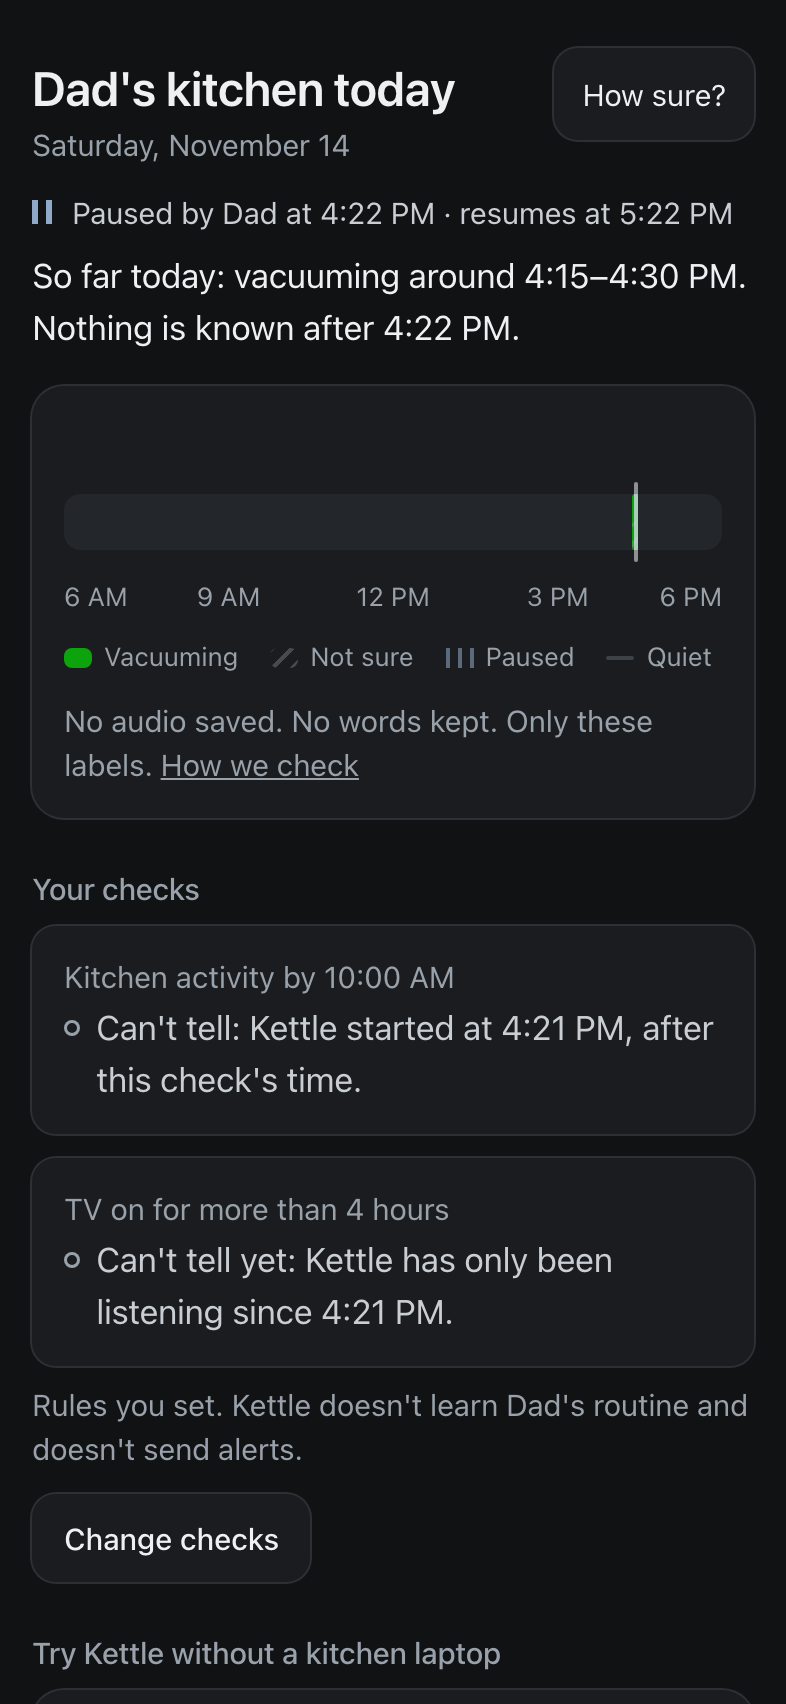 Dad's kitchen today
How sure?
Saturday, November 14
Paused by Dad at 4:22 PM · resumes at 5:22 PM
So far today: vacuuming around 4:15–4:30 PM.
Nothing is known after 4:22 PM.
6 AM 9 AM 12 PM 3 PM 6 PM
Vacuuming Not sure Paused Quiet
No audio saved. No words kept. Only these
labels. How we check
Your checks
Kitchen activity by 10:00 AM
Can't tell: Kettle started at 4:21 PM, after
this check's time.
TV on for more than 4 hours
Can't tell yet: Kettle has only been
listening since 4:21 PM.
Rules you set. Kettle doesn't learn Dad's routine and
doesn't send alerts.
Change checks
Try Kettle without a kitchen laptop